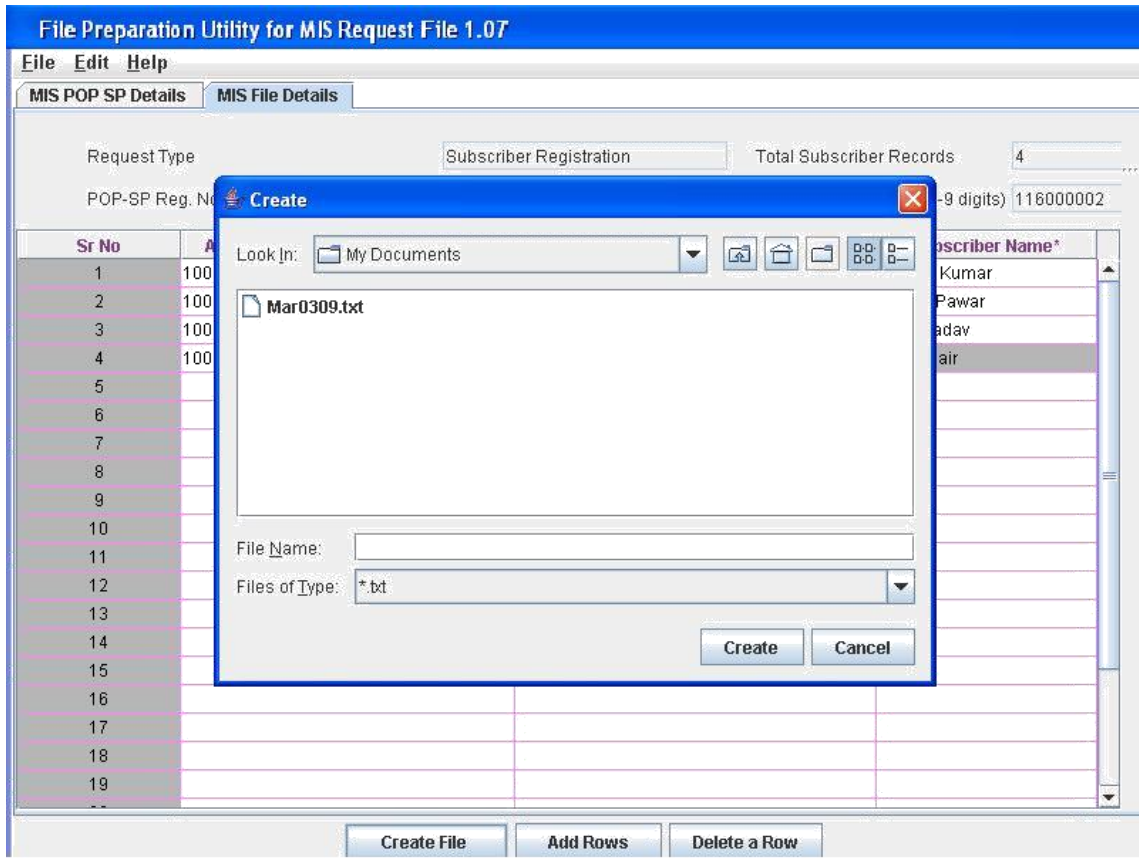 File Preparation Utility for MIS Request File 1.07
File Edit Help
MIS POP SP Details MIS File Details
Request Type Subscriber Registration Total Subscriber Records 4
POP-SP Reg. -9 digits) 116000002
Create
Sr No Name*
Look In: My Documents
1 100 Kumar
2 100 Pawar
3 100
4 100
Mar0309.txt
5
6
7
8
9
10
File Name:
11
Files of Type: *.txt
12
13
Create Cancel
14
15
16
17
18
19
Create File Add Rows Delete a Row